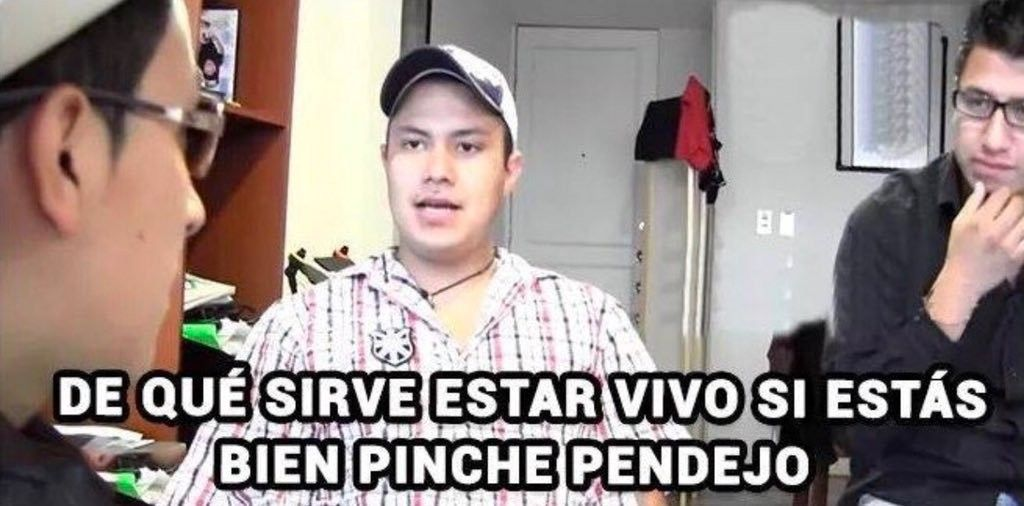 DE QUÉ SIRVE ESTAR VIVO SI ESTÁS
BIEN PINCHE PENDEJO